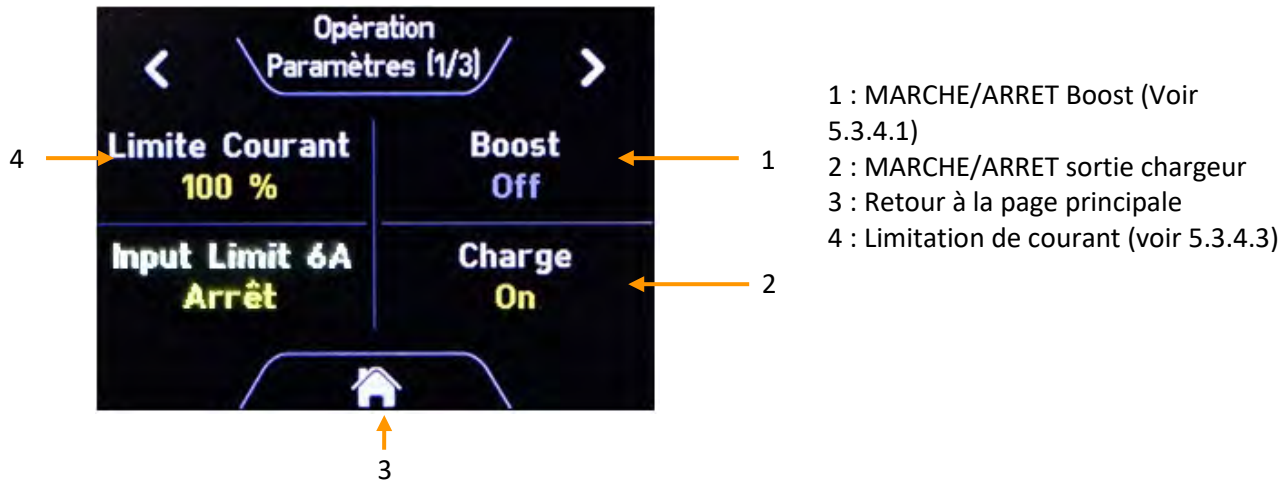 Opération
Paramètres (1/3)
Limite Courant
100 %
Boost
Off
Input Limit 6A
Arrêt
Charge
On
4
1
2
3
1 : MARCHE/ARRET Boost (Voir
5.3.4.1)
2 : MARCHE/ARRET sortie chargeur
3 : Retour à la page principale
4 : Limitation de courant (voir 5.3.4.3)